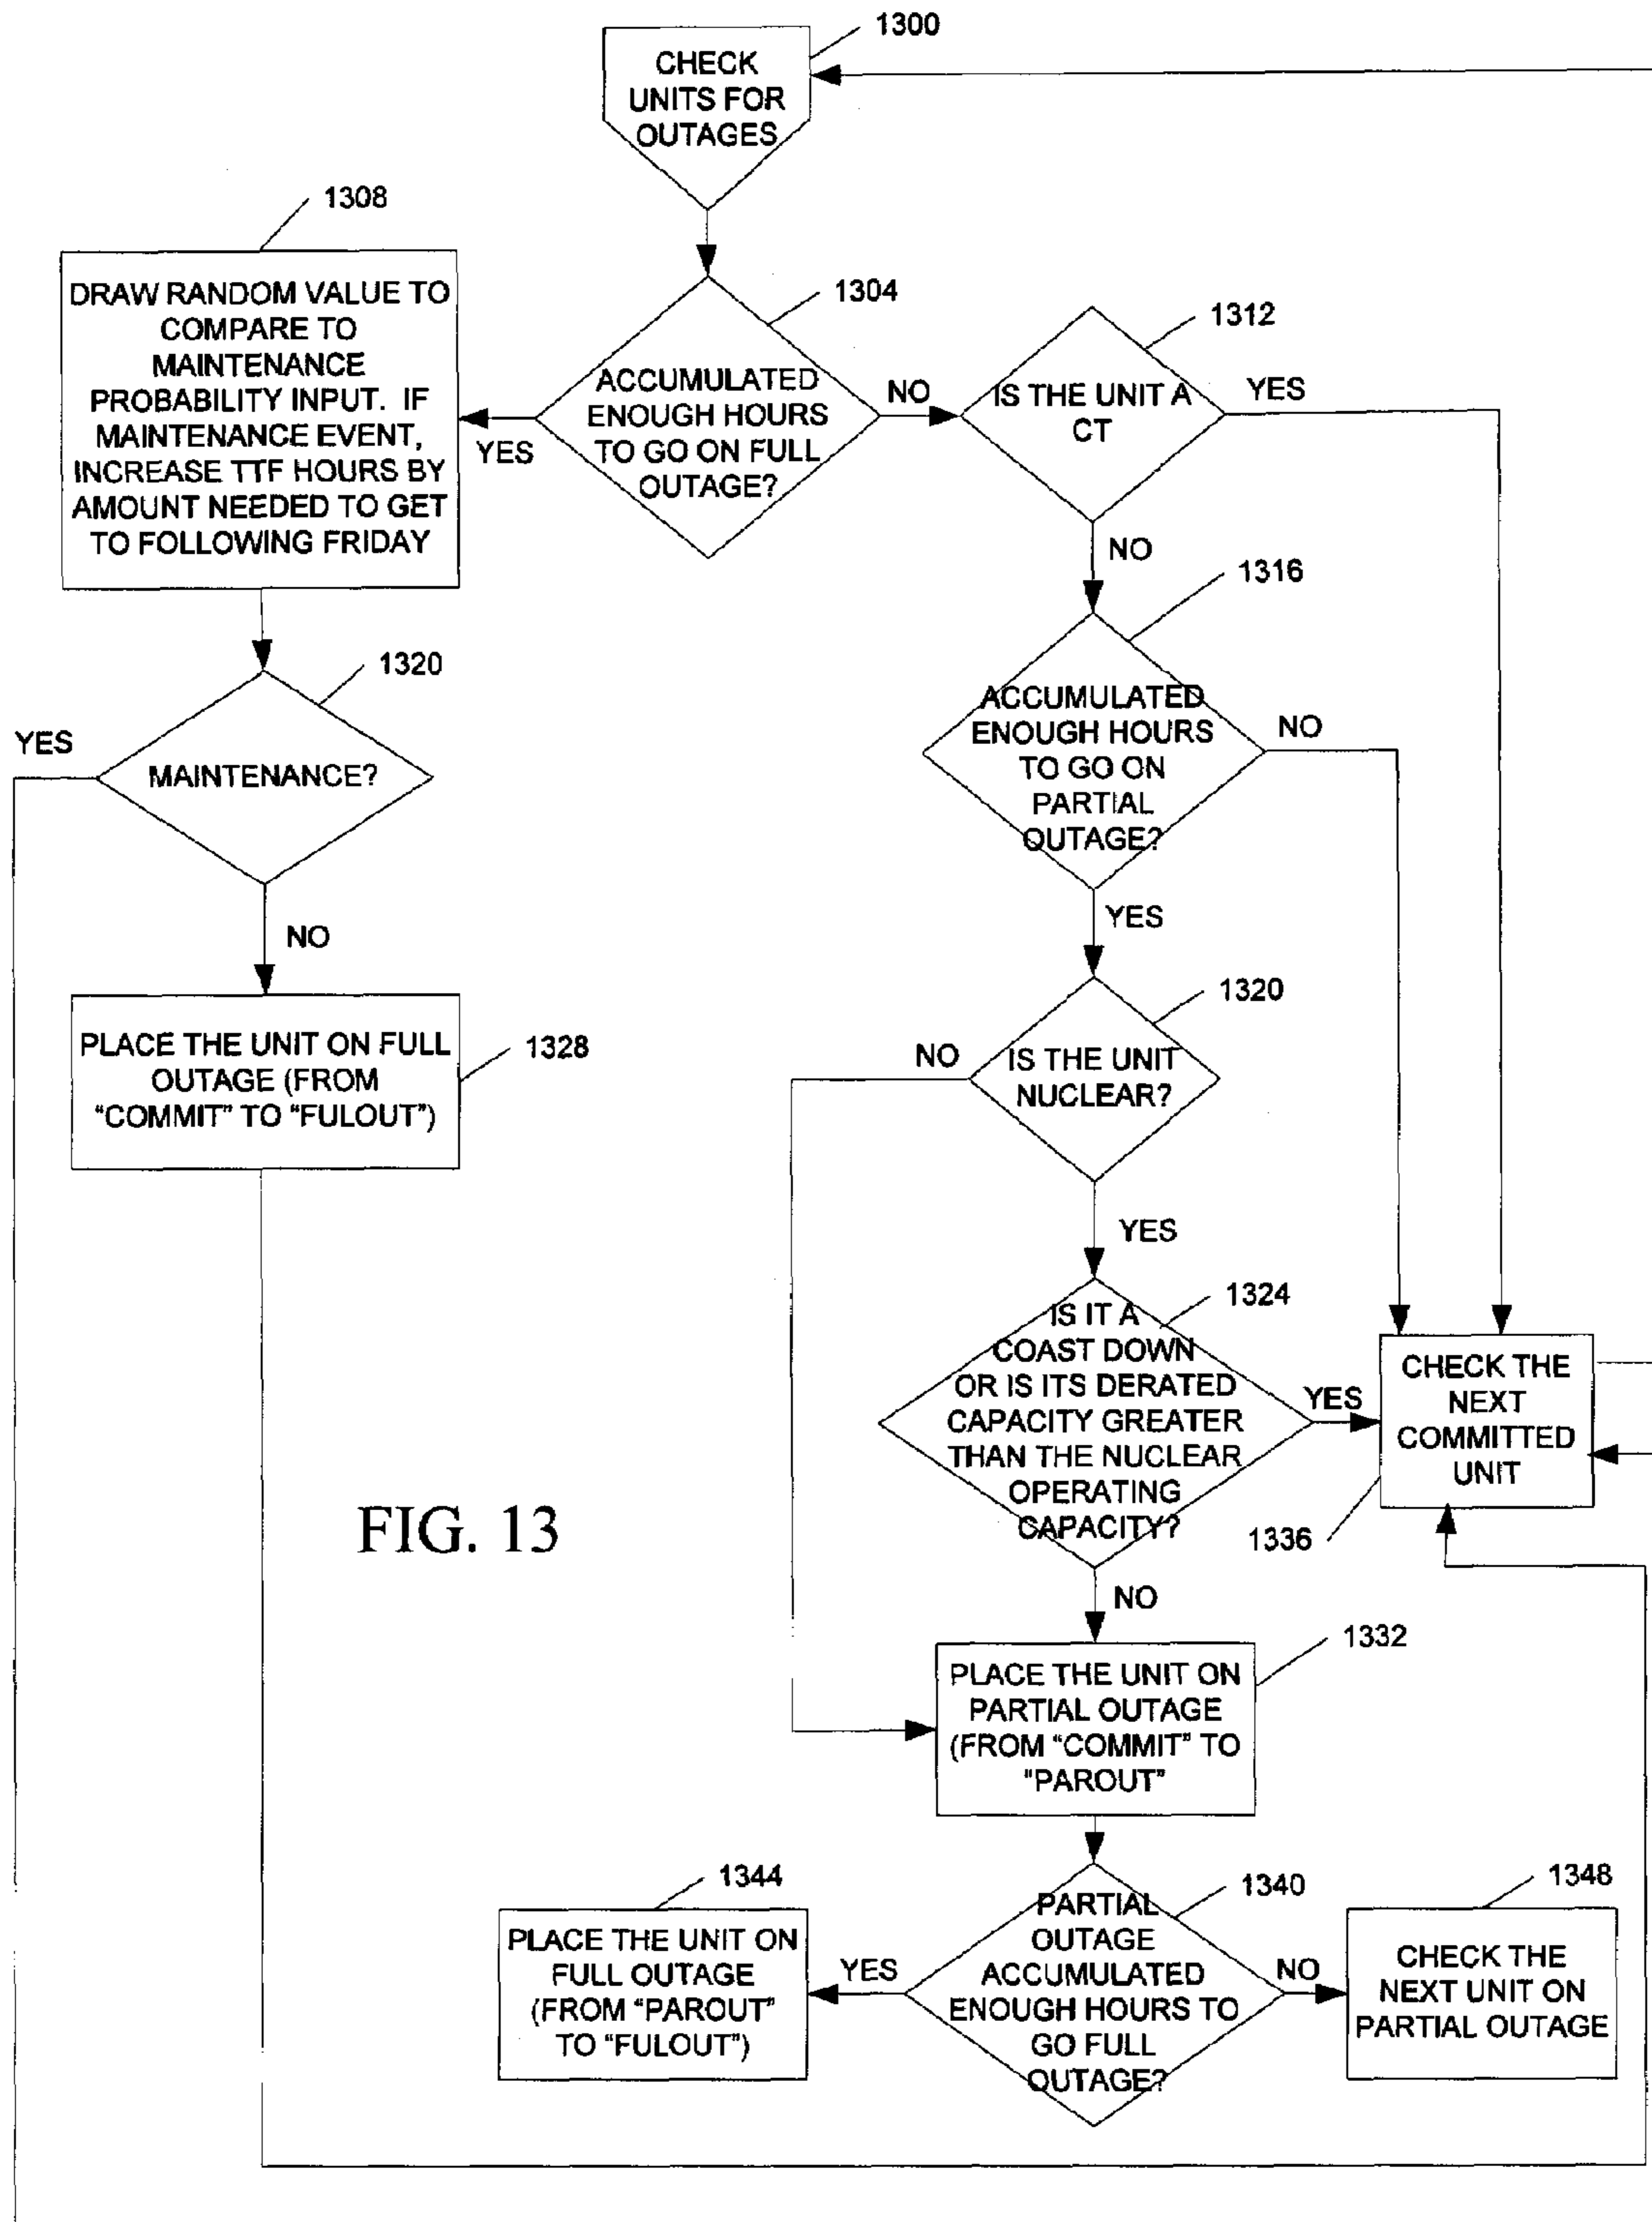 1300
CHECK
UNITS FOR
OUTAGES
1308
DRAW RANDOM VALUE TO
COMPARE TO
MAINTENANCE
PROBABILITY INPUT. IF
MAINTENANCE EVENT,
INCREASE TTF HOURS BY
AMOUNT NEEDED TO GET
TO FOLLOWING FRIDAY
1304
ACCUMULATED
ENOUGH HOURS
TO GO ON FULL
OUTAGE?
YES
NO
1312
IS THE UNIT A
CT
YES
NO
1316
ACCUMULATED
ENOUGH HOURS
TO GO ON
PARTIAL
OUTAGE?
NO
YES
1320
MAINTENANCE?
YES
NO
1328
PLACE THE UNIT ON FULL
OUTAGE (FROM
"COMMIT" TO "FULOUT")
1320
IS THE UNIT
NUCLEAR?
NO
YES
1324
IS IT A
COAST DOWN
OR IS ITS DERATED
CAPACITY GREATER
THAN THE NUCLEAR
OPERATING
CAPACITY?
YES
NO
CHECK THE
NEXT
COMMITTED
UNIT
1336
FIG. 13
1332
PLACE THE UNIT ON
PARTIAL OUTAGE
(FROM "COMMIT" TO
"PAROUT"
1340
PARTIAL
OUTAGE
ACCUMULATED
ENOUGH HOURS TO
GO FULL
OUTAGE?
YES
NO
1344
PLACE THE UNIT ON
FULL OUTAGE
(FROM "PAROUT"
TO "FULOUT")
1348
CHECK THE
NEXT UNIT ON
PARTIAL OUTAGE